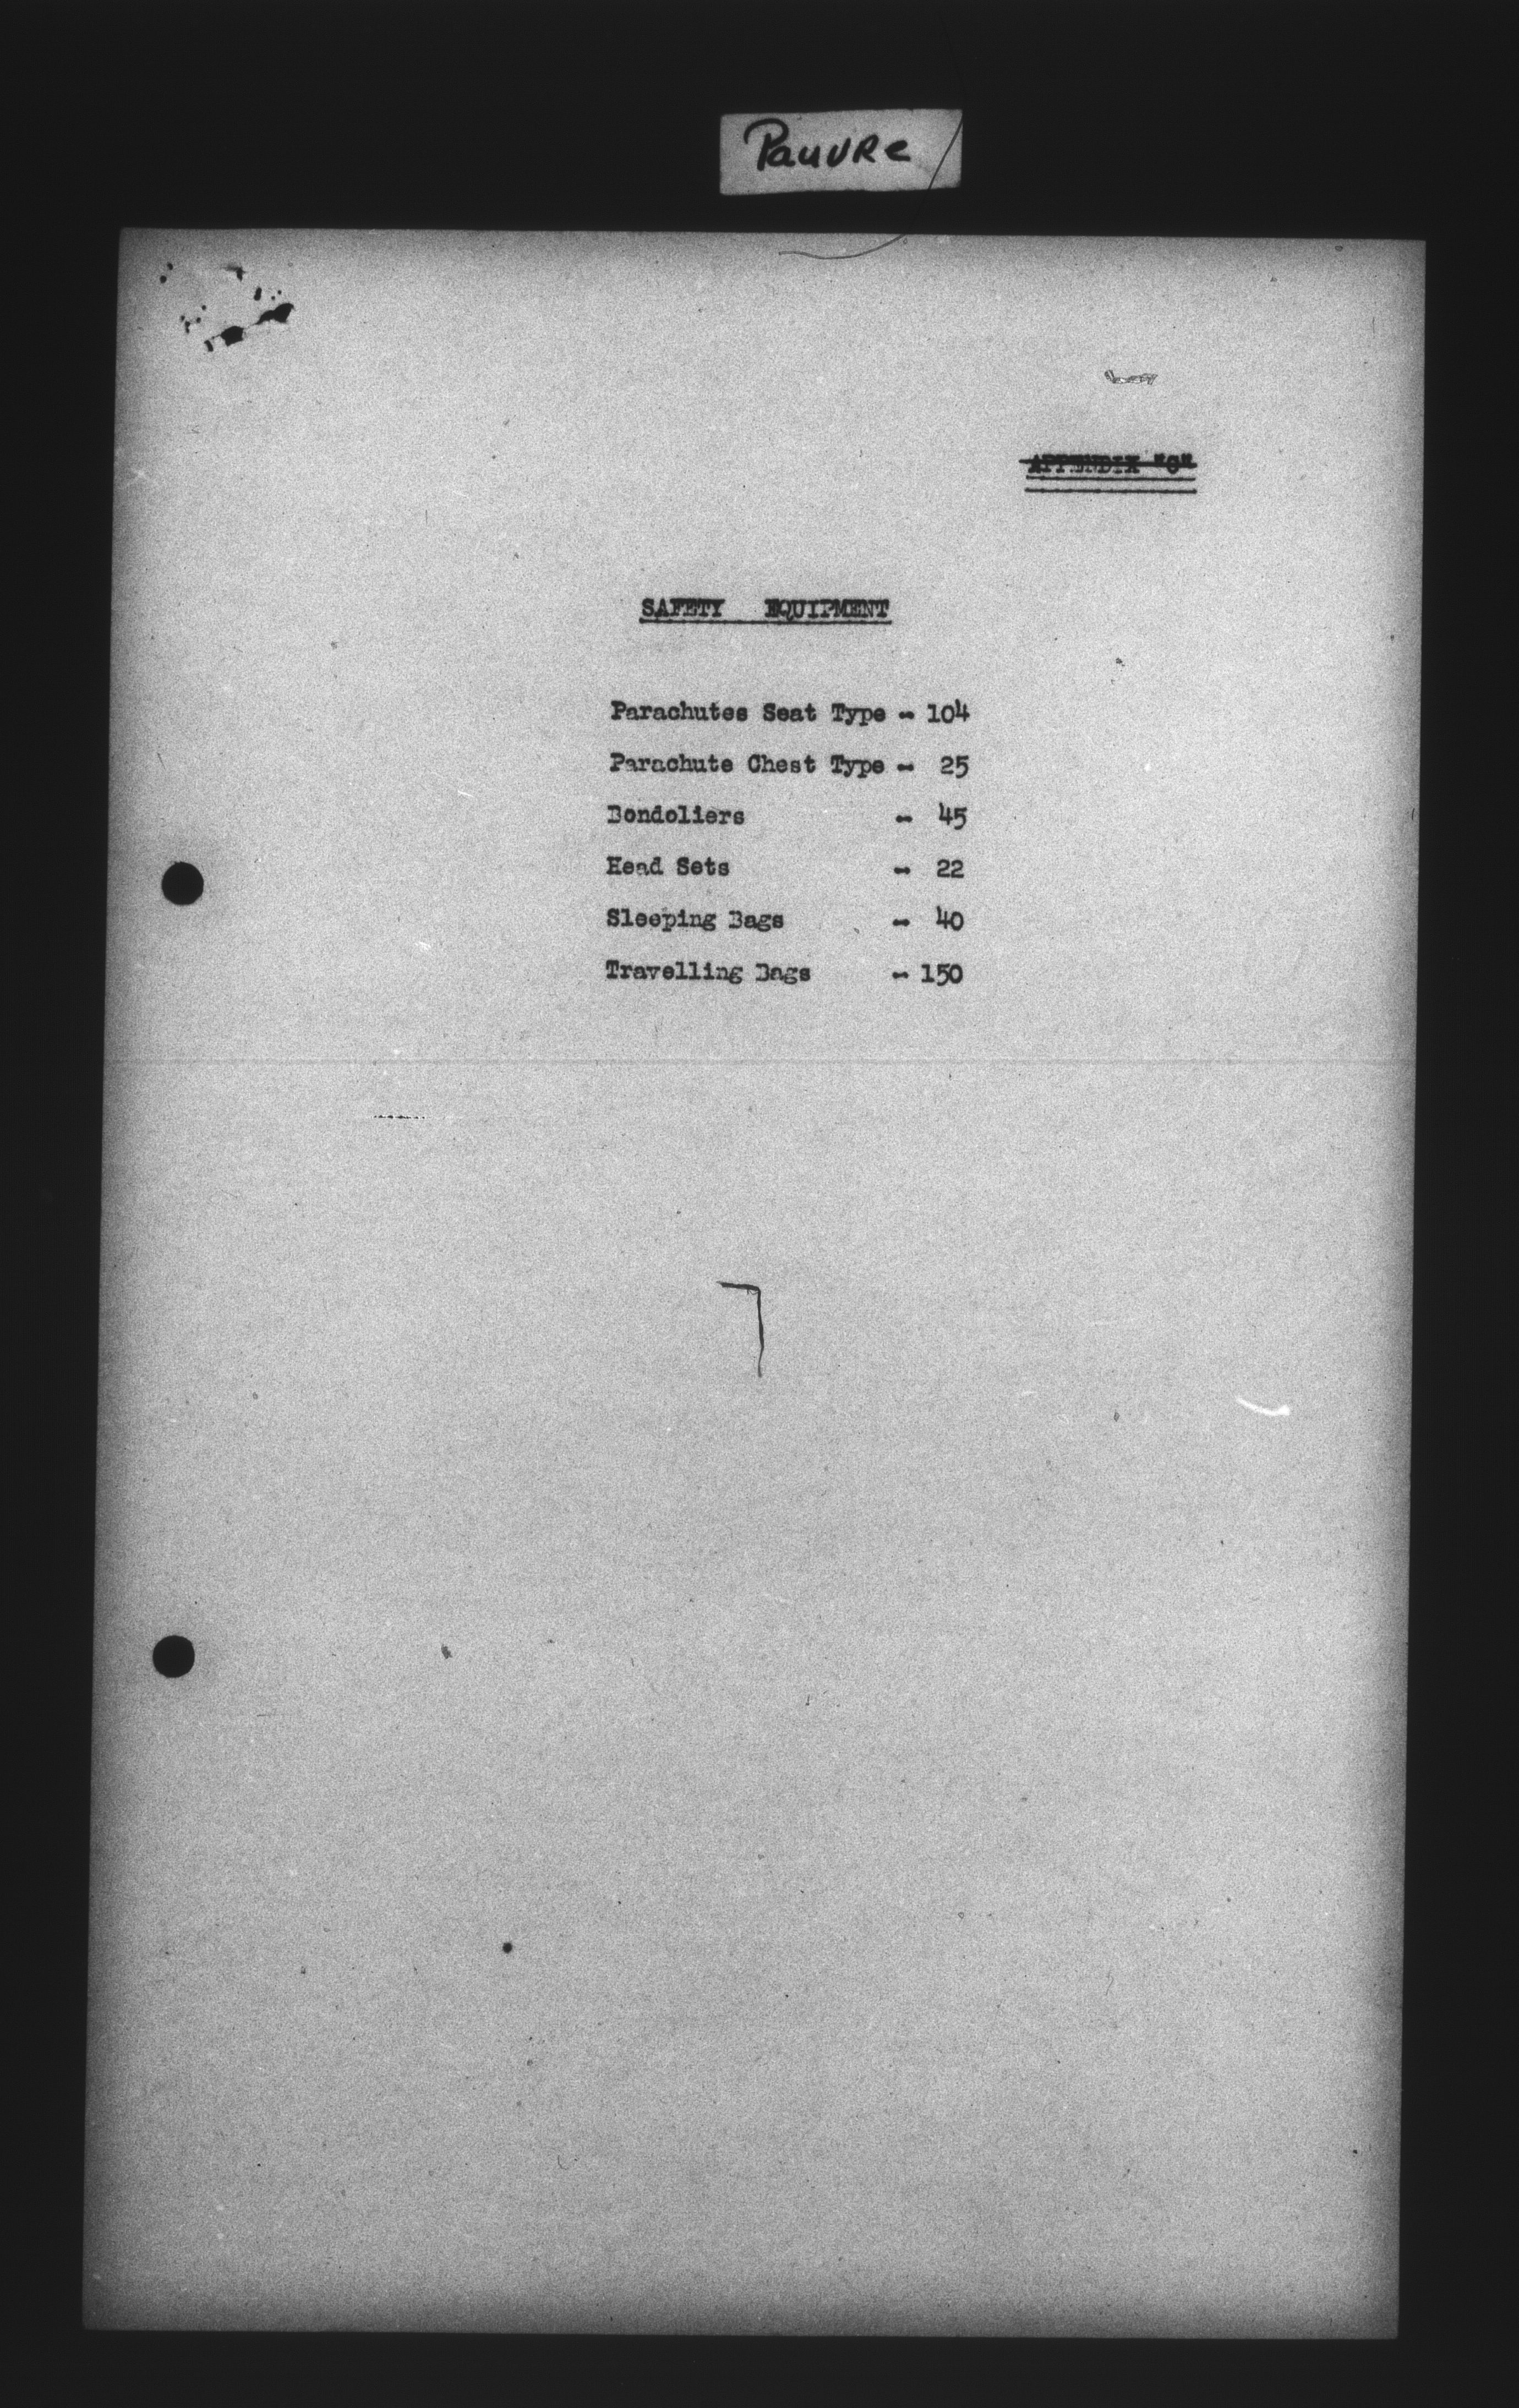 Pauvre
APPENDIX "C"
SAFETY EQUIPMENT
Parachutes Seat Type - 104
Parachute Chest Type - 25
Bondoliers - 45
Head Sets - 22
Sleeping Bags - 40
Travelling Bags - 150